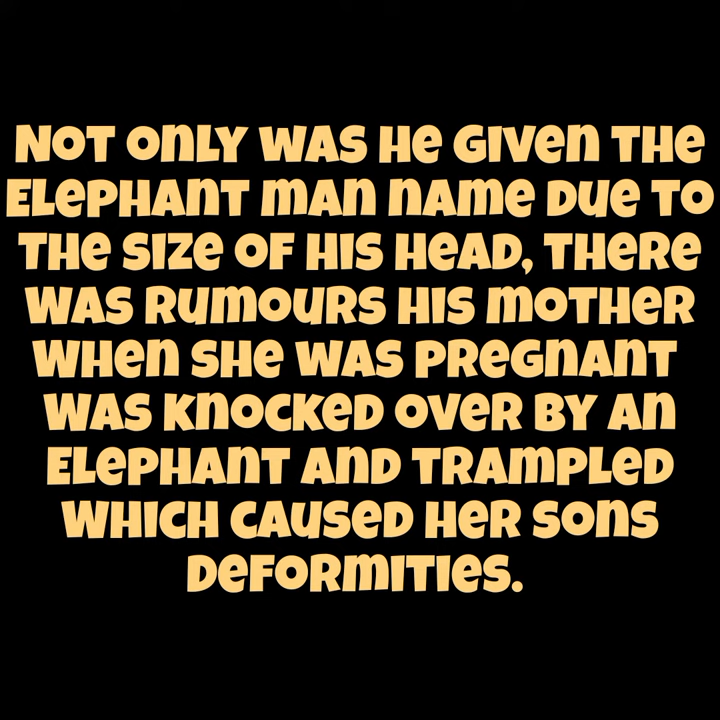 Not only was he given the
Elephant man name due to
the size of his head, there
was rumours his mother
when she was pregnant
was knocked over by an
elephant and trampled
which caused her sons
deformities.